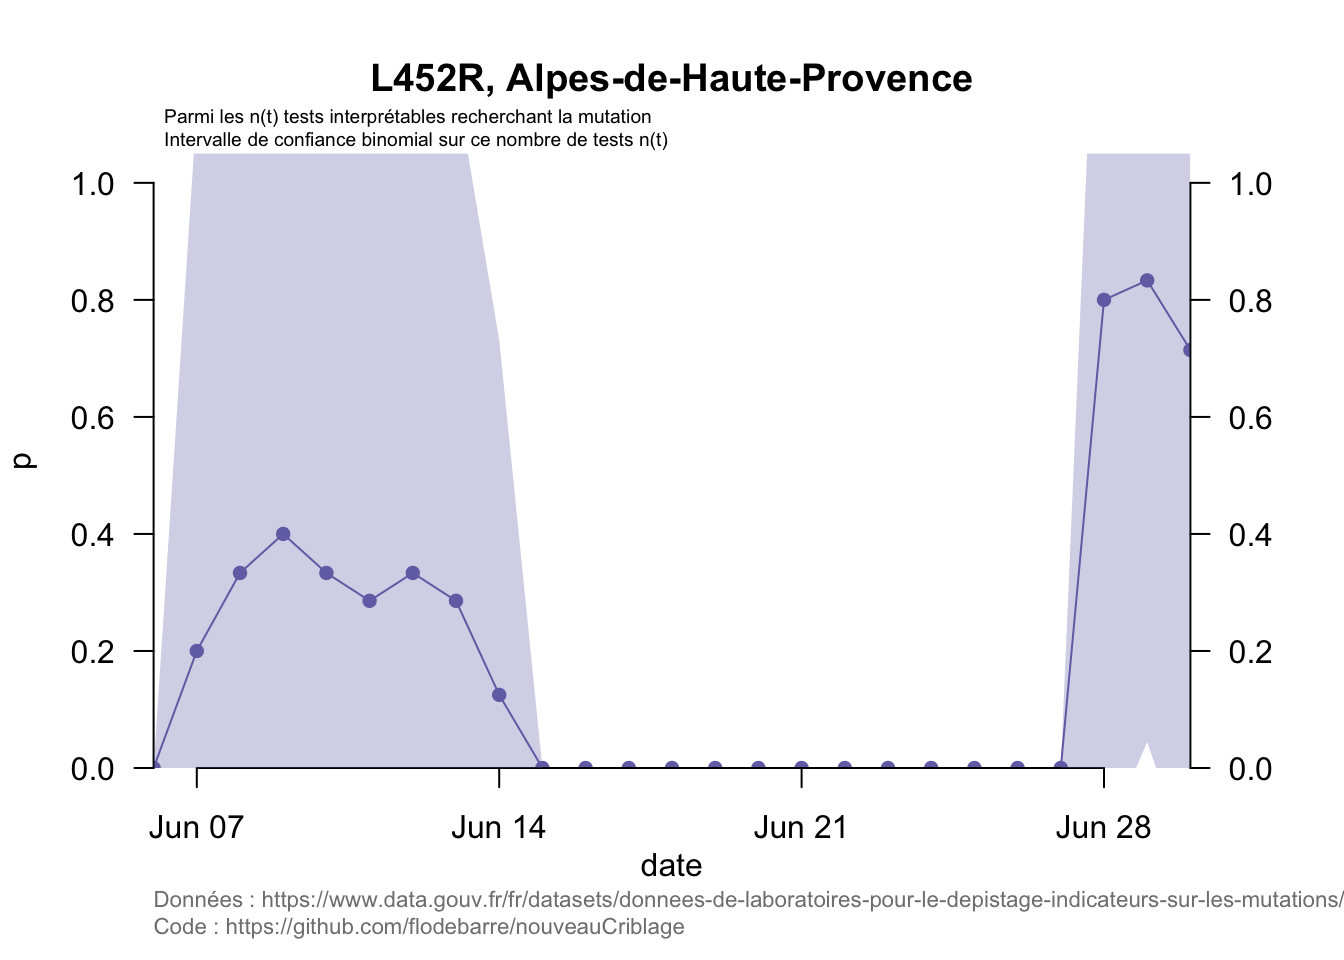 L452R, Alpes-de-Haute-Provence
Parmi les n(t) tests interprétables recherchant la mutation
Intervalle de confiance binomial sur ce nombre de tests n(t)
1.0 1.0
0.8 0.8
0.6 0.6
p
0.4 0.4
0.2 0.2
0.0 0.0
Jun 07 Jun 14 Jun 21 Jun 28
date
Données : https://www.data.gouv.fr/fr/datasets/donnees-de-laboratoires-pour-le-depistage-indicateurs-sur-les-mutations/
Code : https://github.com/flodebarre/nouveauCriblage